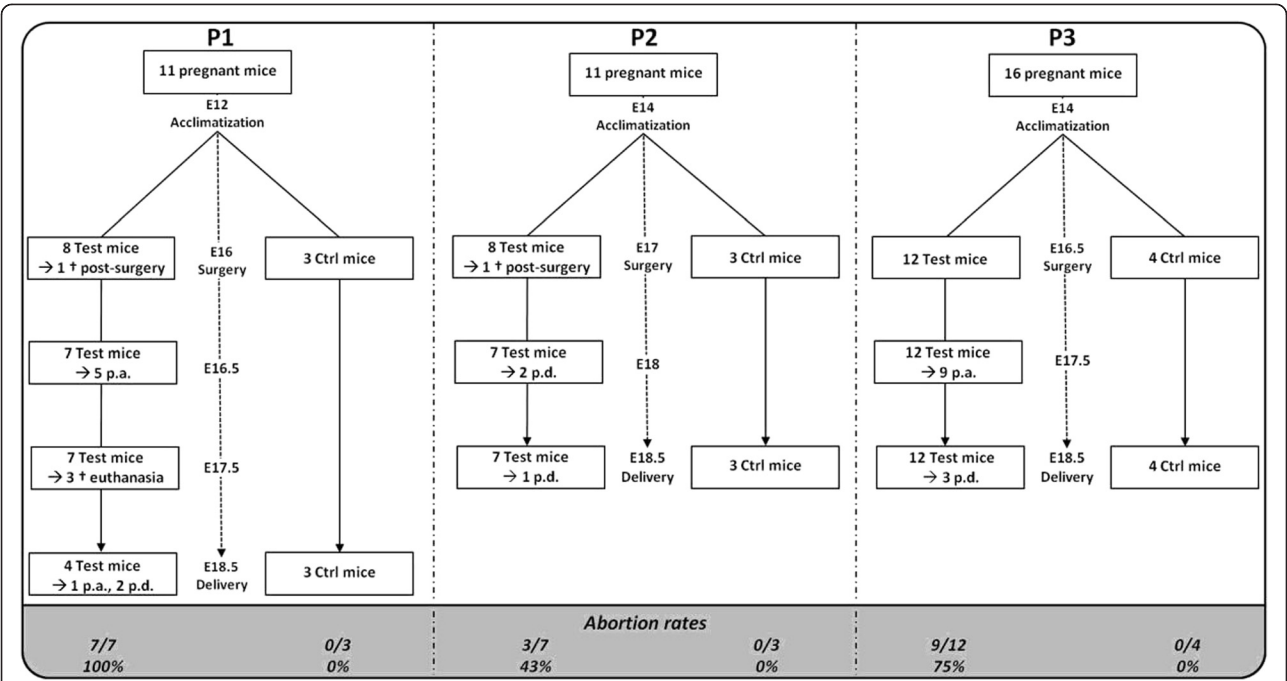 P1
11 pregnant mice
E12
Acclimatization
8 Test mice
→ 1 † post-surgery
E16
Surgery
3 Ctrl mice
7 Test mice
→ 5 p.a.
E16.5
7 Test mice
→ 3 † euthanasia
E17.5
4 Test mice
→ 1 p.a., 2 p.d.
E18.5
Delivery
3 Ctrl mice
P2
11 pregnant mice
E14
Acclimatization
8 Test mice
→ 1 † post-surgery
E17
Surgery
3 Ctrl mice
7 Test mice
→ 2 p.d.
E18
7 Test mice
→ 1 p.d.
E18.5
Delivery
3 Ctrl mice
P3
16 pregnant mice
E14
Acclimatization
12 Test mice
E16.5
Surgery
4 Ctrl mice
12 Test mice
→ 9 p.a.
E17.5
12 Test mice
→ 3 p.d.
E18.5
Delivery
4 Ctrl mice
Abortion rates
7/7 0/3 3/7 0/3 9/12 0/4
100% 0% 43% 0% 75% 0%